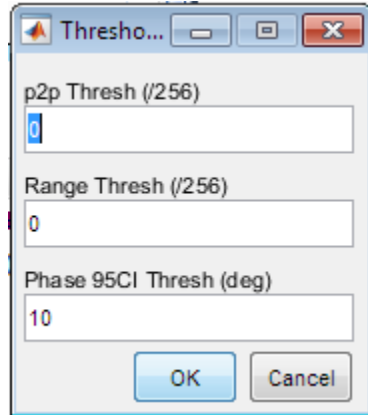 Thresho...
p2p Thresh (/256)
0
Range Thresh (/256)
0
Phase 95CI Thresh (deg)
10
OK Cancel